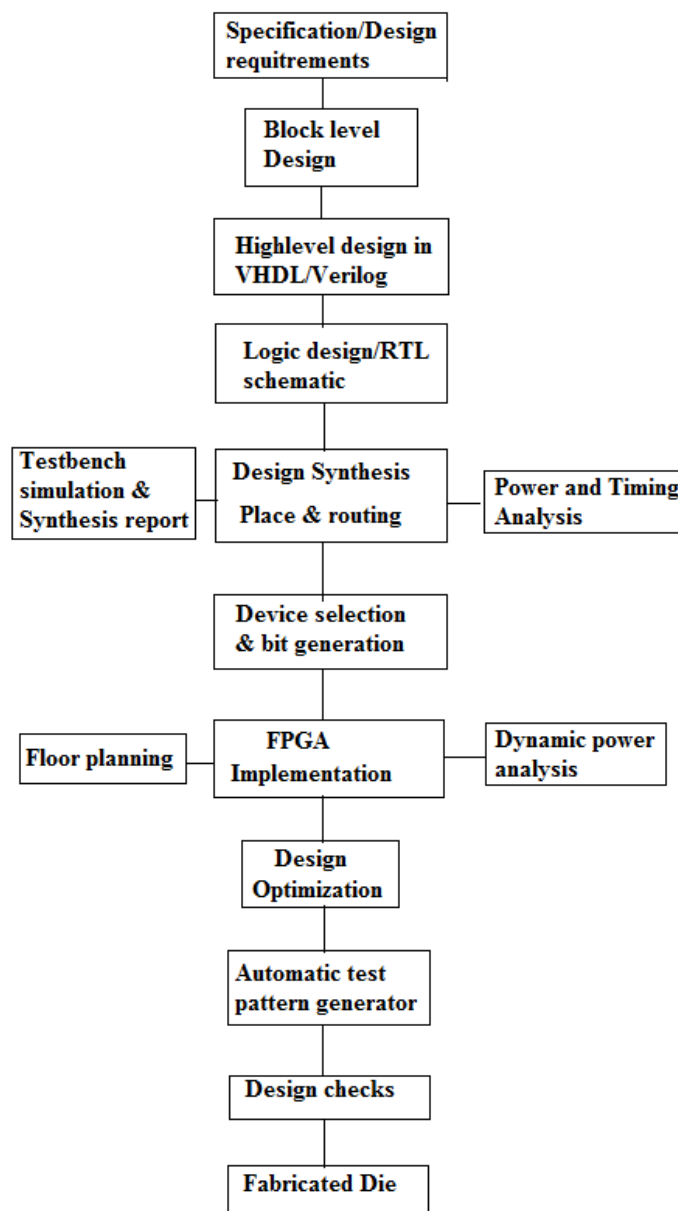 Specification/Design
requitrements
Block level
Design
Highlevel design in
VHDL/Verilog
Logic design/RTL
schematic
Testbench
simulation &
Synthesis report
Design Synthesis
Place & routing
Power and Timing
Analysis
Device selection
& bit generation
Floor planning
FPGA
Implementation
Dynamic power
analysis
Design
Optimization
Automatic test
pattern generator
Design checks
Fabricated Die